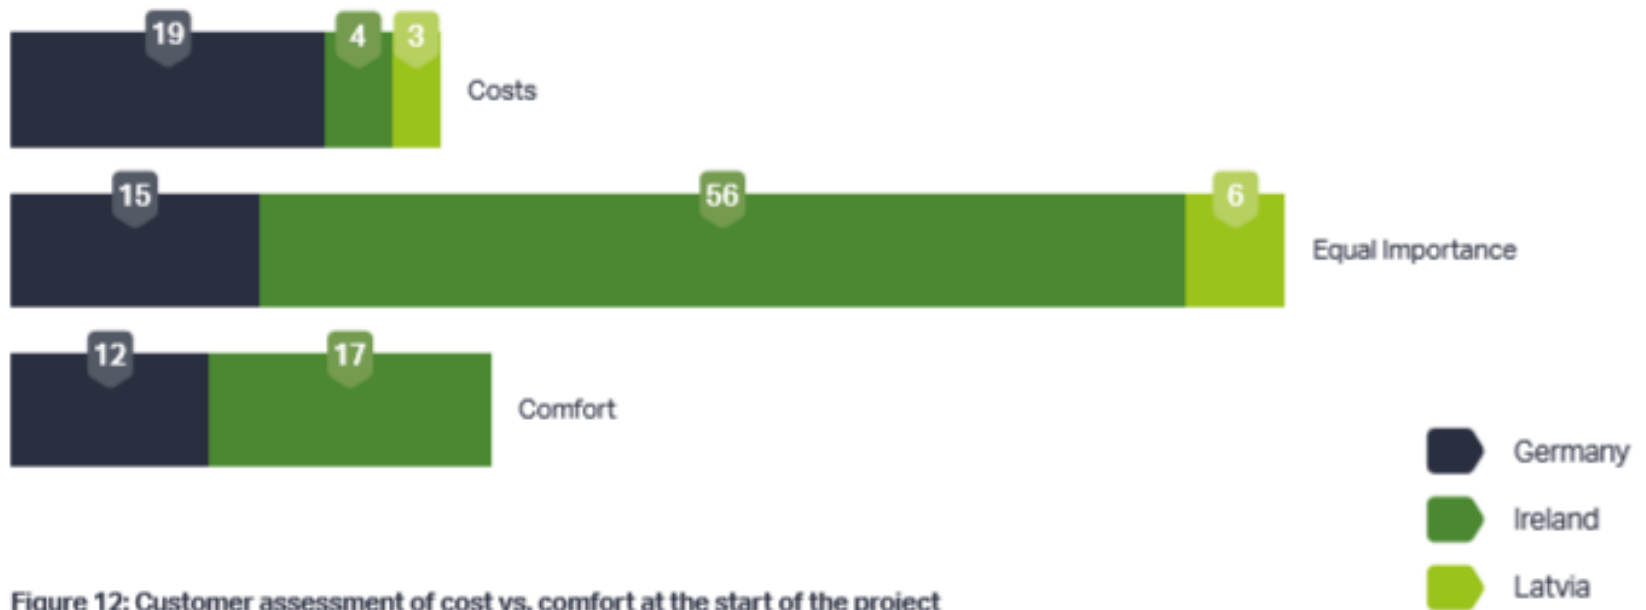 19 4 3
Costs
15 56 6
Equal Importance
12 17
Comfort
Germany
Ireland
Latvia
Figure 12: Customer assessment of cost vs. comfort at the start of the project